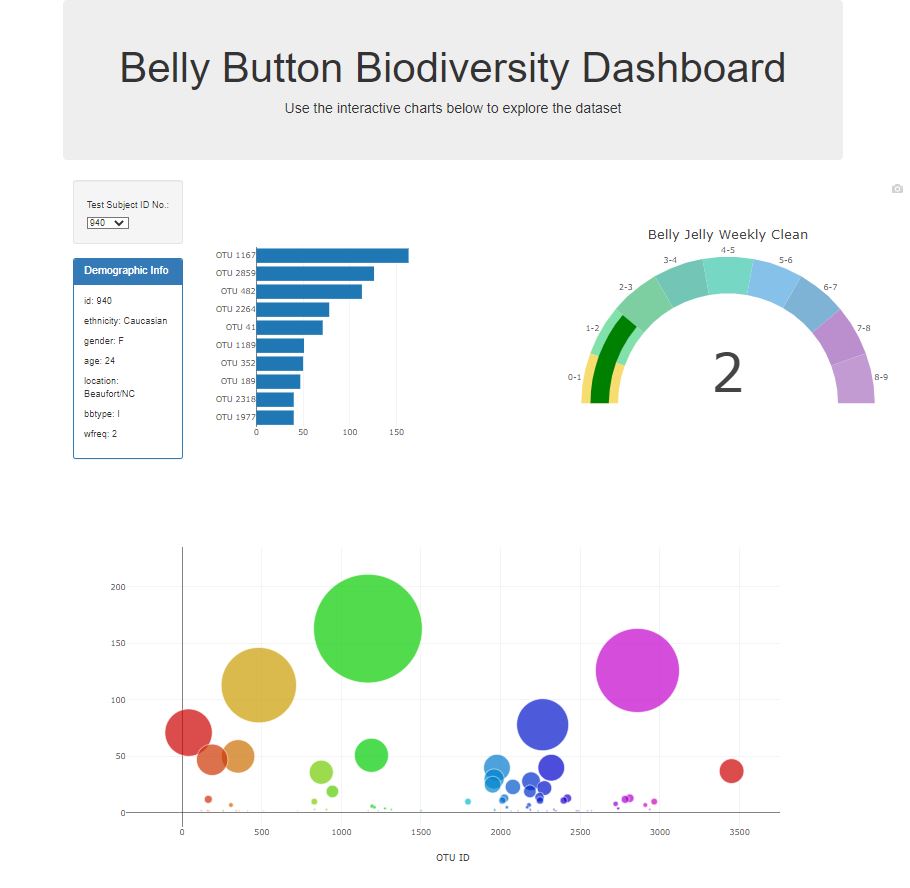 Belly Button Biodiversity Dashboard
Use the interactive charts below to explore the dataset
Test Subject ID No.:
940
Demographic Info
id: 940
ethnicity: Caucasian
gender: F
age: 24
location:
Beaufort/NC
bbtype: I
wfreq: 2
OTU 1167
OTU 2859
OTU 482
OTU 2264
OTU 41
OTU 1189
OTU 352
OTU 189
OTU 2318
OTU 1977
0 50 100 150
Belly Jelly Weekly Clean
0-1
1-2
2-3
3-4
4-5
5-6
6-7
7-8
8-9
2
200
150
100
50
0
0 500 1000 1500 2000 2500 3000 3500
OTU ID